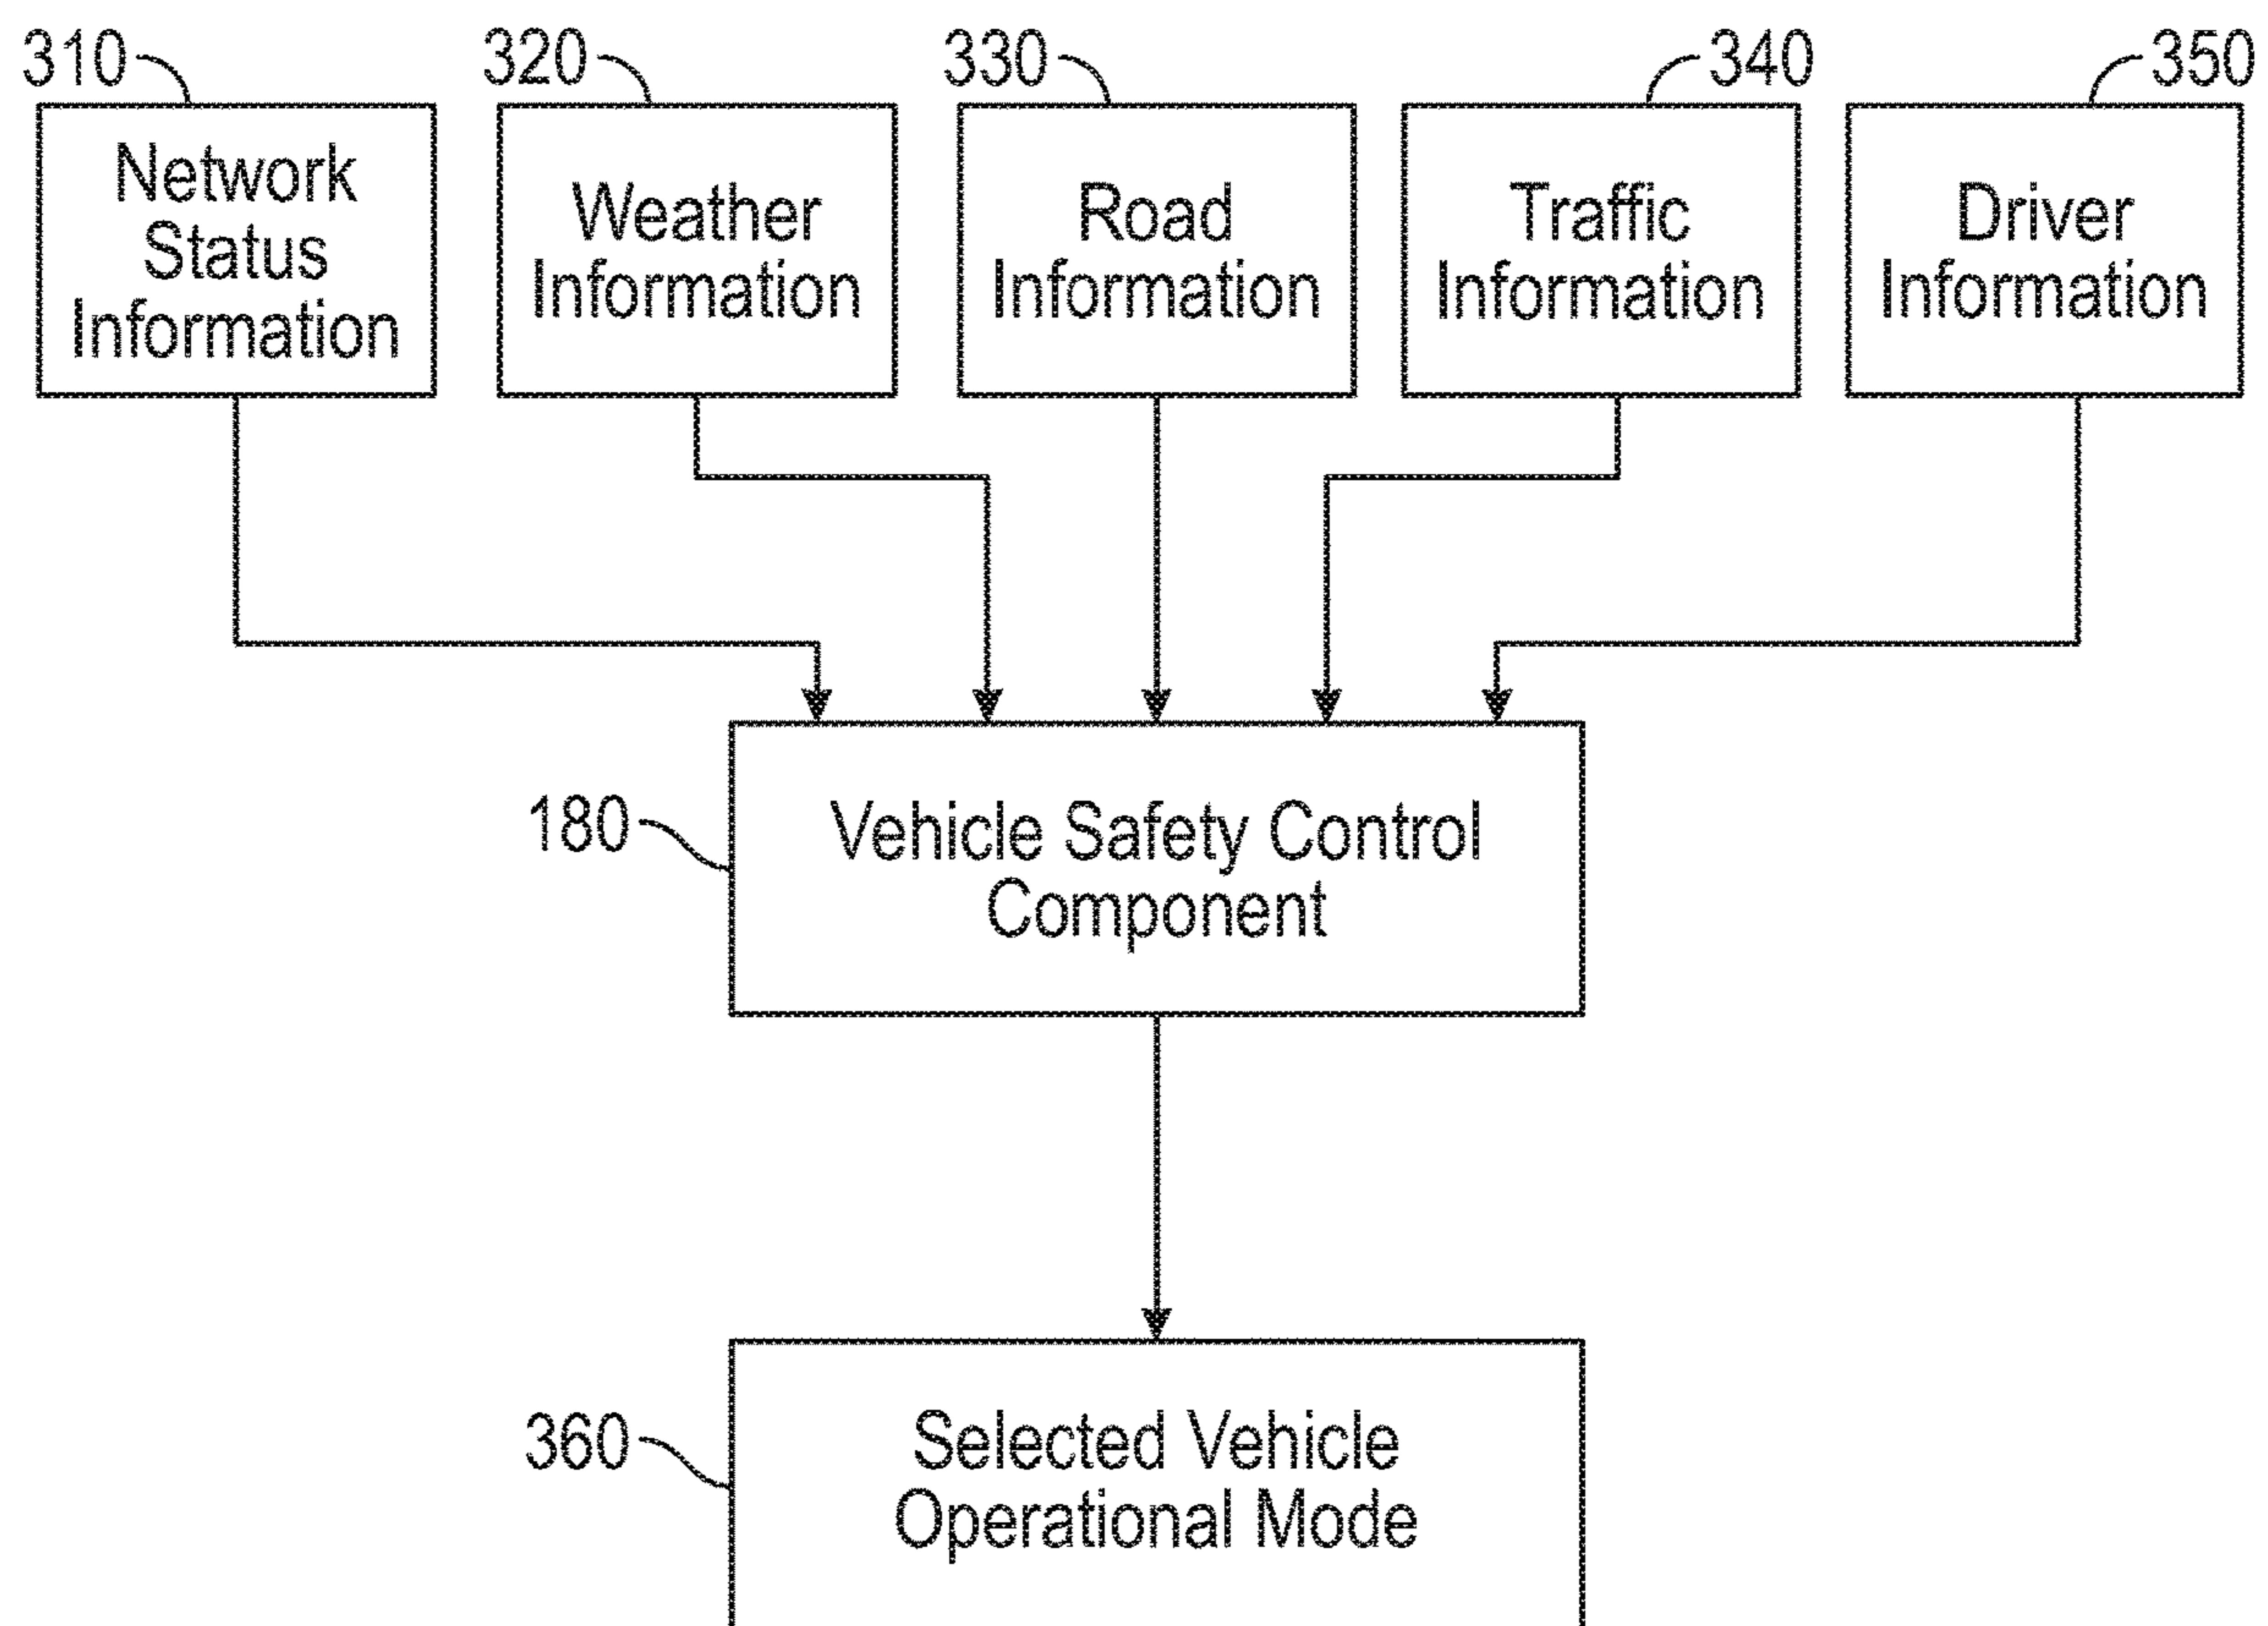 310
320
330
340
350
Network
Status
Information
Weather
Information
Road
Information
Traffic
Information
Driver
Information
180
Vehicle Safety Control
Component
360
Selected Vehicle
Operational Mode